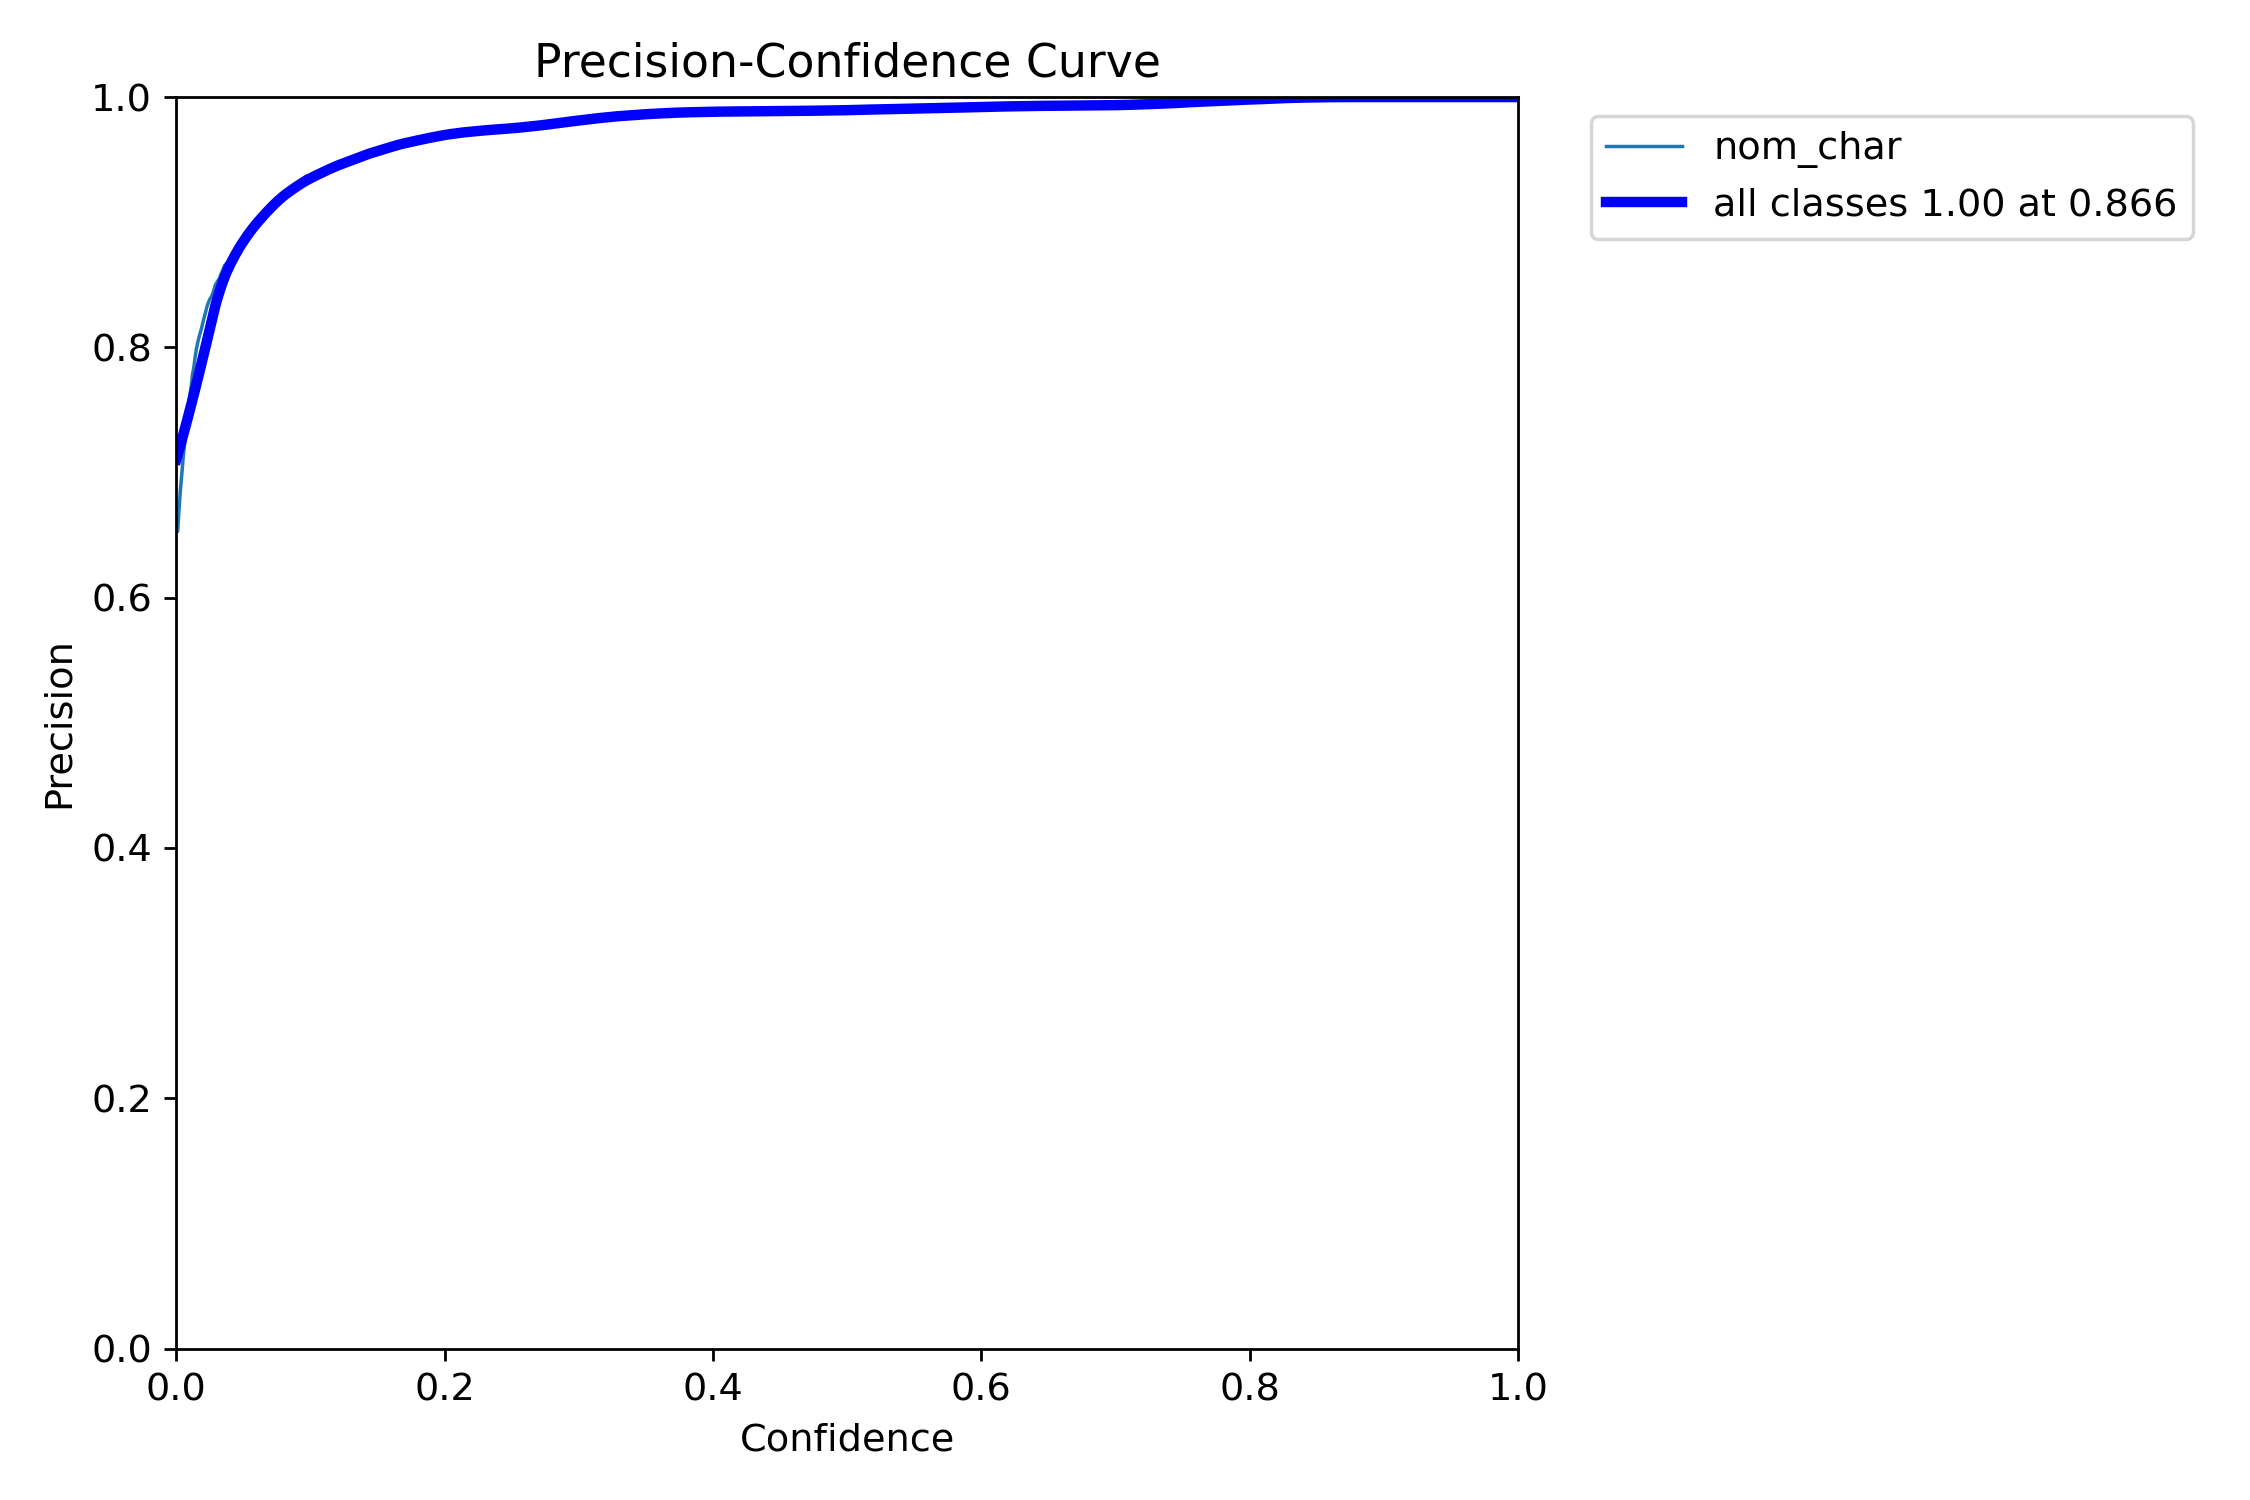 Precision-Confidence Curve
1.0
0.8
0.6
0.4
0.2
0.0
Precision
0.0 0.2 0.4 0.6 0.8 1.0
Confidence
nom_char
all classes 1.00 at 0.866